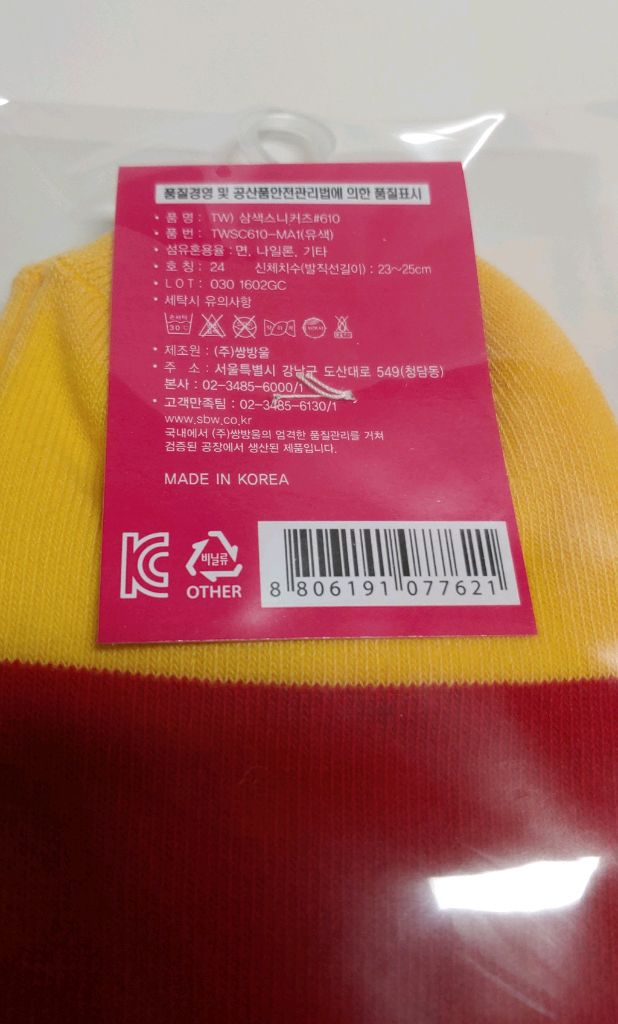 품질경영 및 공산품안전관리법에 의한 품질표시
• 품 명 : TW) 삼색스니커즈#610
• 품 번 : TWSC610-MA1(유색)
• 섬유혼용율 : 면, 나일론, 기타
• 호 칭 : 24 신체치수(발직선길이) : 23~25cm
• L O T : 030 1602GC
• 세탁시 유의사항
손세탁 30℃
• 제조원 : (주)쌍방울
• 주 소 : 서울특별시 강남구 도산대로 549(청담동)
본사 : 02-3485-6000/1
• 고객만족팀 : 02-3485-6130/1
www.sbw.co.kr
국내에서 (주)쌍방울의 엄격한 품질관리를 거쳐
검증된 공장에서 생산된 제품입니다.
MADE IN KOREA
KC
비닐류
OTHER
8 806191 077621